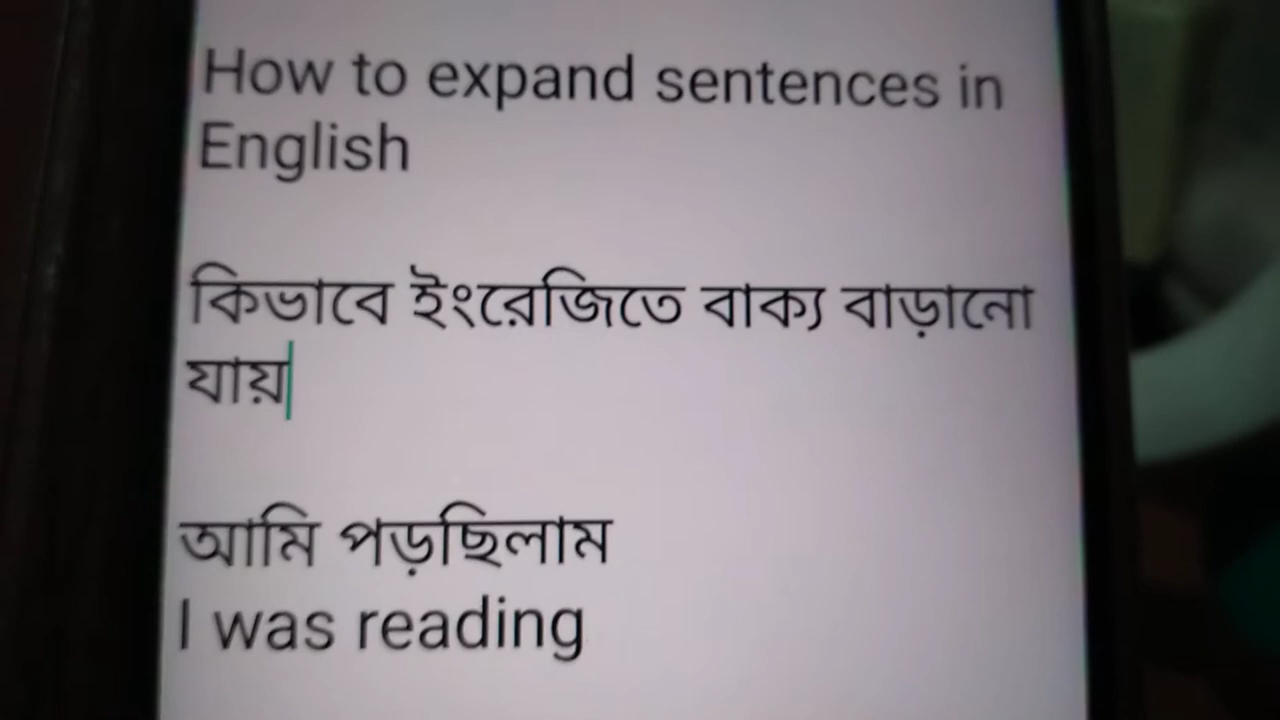 How to expand sentences in
English
কিভাবে ইংরেজিতে বাক্য বাড়ানো
যায়
আমি পড়ছিলাম
I was reading